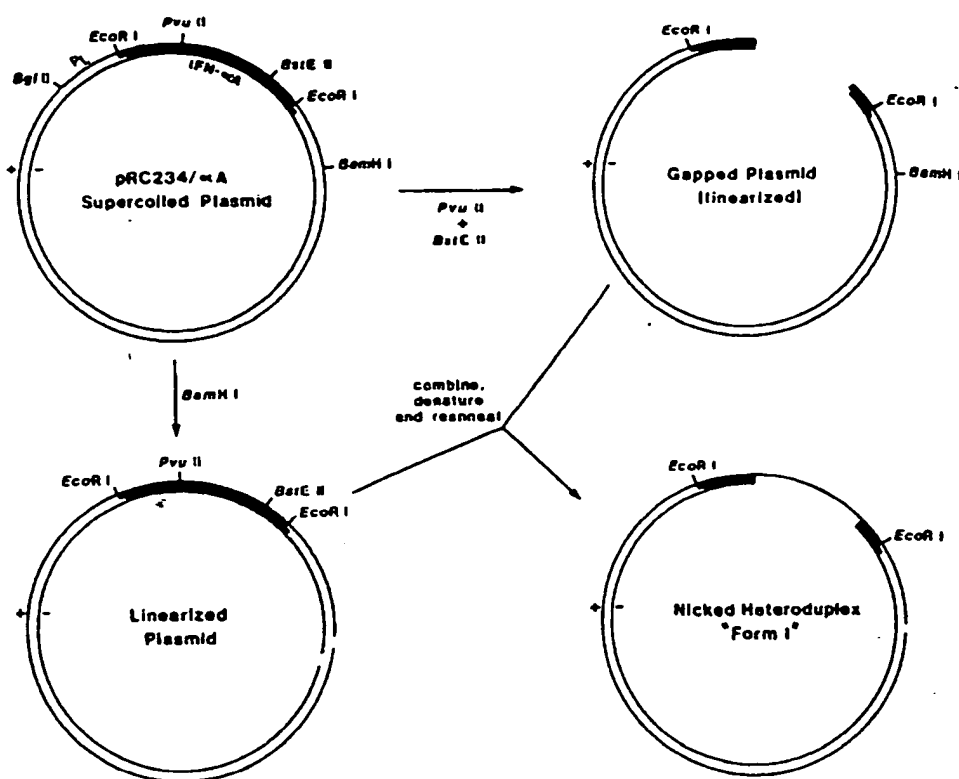 Pvu II
EcoR I
PL
Bgl II
IFN-αA
BstE II
EcoR I
BamH I
+ -
pRC234/∝A
Supercoiled Plasmid
Pvu II
+
BstE II
EcoR I
EcoR I
BamH I
+ -
Gapped Plasmid
(linearized)
BamH I
combine,
denature
and reanneal
Pvu II
EcoR I
BstE II
EcoR I
+ -
Linearized
Plasmid
EcoR I
EcoR I
+ -
Nicked Heteroduplex
"Form I"